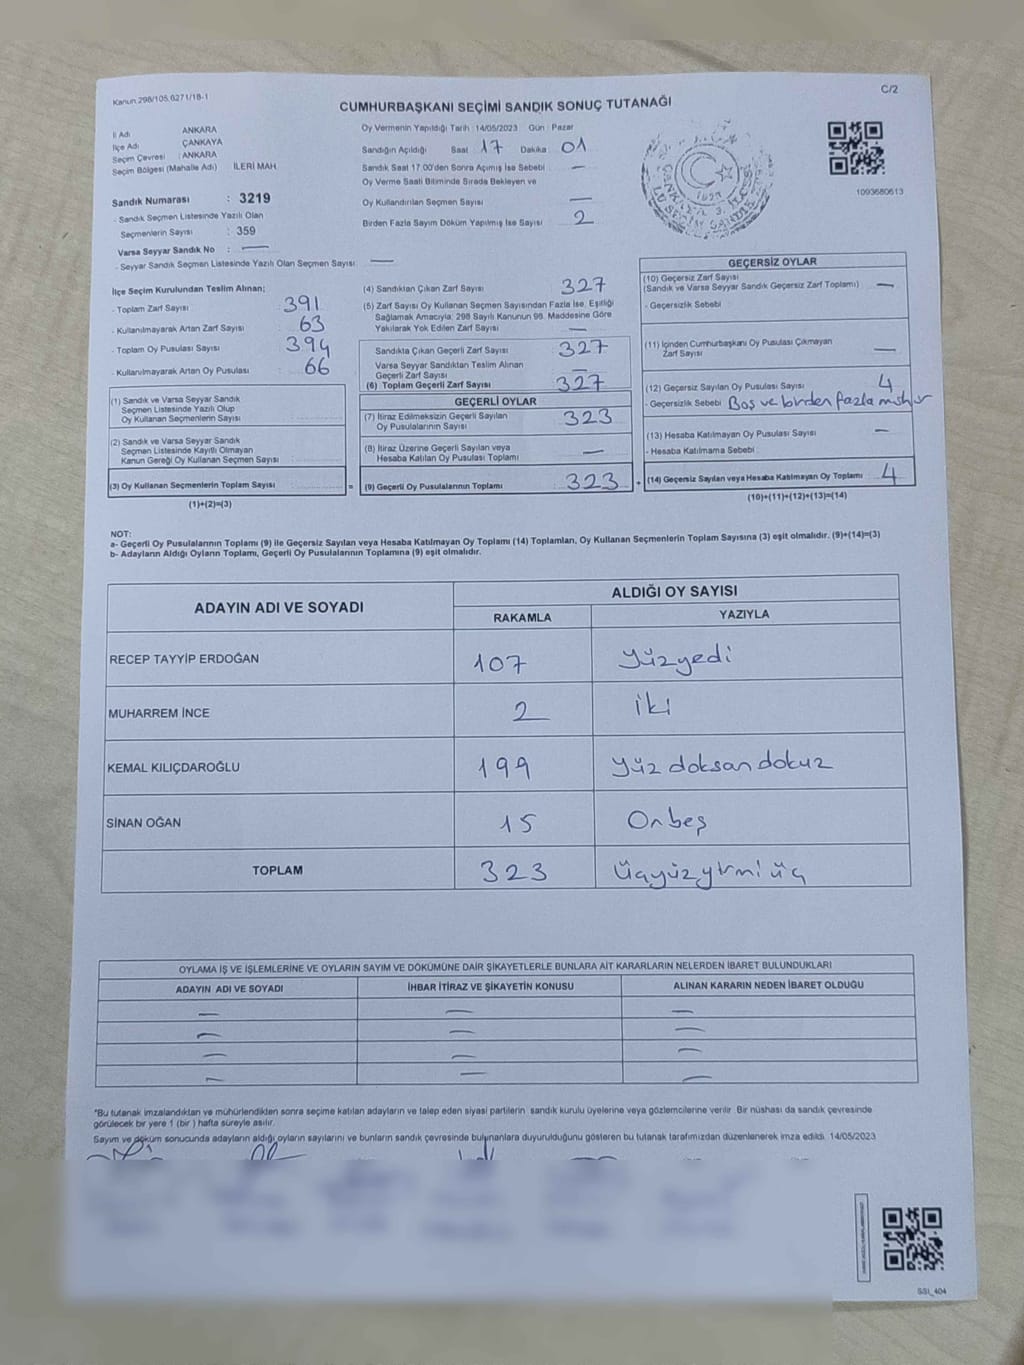 Kanun 298/105,6271/18-1
C/2
CUMHURBAŞKANI SEÇİMİ SANDIK SONUÇ TUTANAĞI
İl Adı ANKARA
İlçe Adı ÇANKAYA
Seçim Çevresi : ANKARA
Seçim Bölgesi (Mahalle Adı) İLERİ MAH.
Sandık Numarası : 3219
- Sandık Seçmen Listesinde Yazılı Olan
Seçmenlerin Sayısı : 359
Varsa Seyyar Sandık No : —
- Seyyar Sandık Seçmen Listesinde Yazılı Olan Seçmen Sayısı —
Oy Vermenin Yapıldığı Tarih : 14/05/2023 Gün : Pazar
Sandığın Açıldığı Saat 17 Dakika 01
Sandık Saat 17.00'den Sonra Açımış İse Sebebi —
Oy Verme Saati Bitiminde Sırada Bekleyen ve
Oy Kullandırılan Seçmen Sayısı —
Birden Fazla Sayım Döküm Yapılmış İse Sayısı 2
1093680613
İlçe Seçim Kurulundan Teslim Alınan;
- Toplam Zarf Sayısı 391
- Kullanılmayarak Artan Zarf Sayısı 63
- Toplam Oy Pusulası Sayısı 394
- Kullanılmayarak Artan Oy Pusulası 66
(1) Sandık ve Varsa Seyyar Sandık
Seçmen Listesinde Yazılı Olup
Oy Kullanan Seçmenlerin Sayısı
(2) Sandık ve Varsa Seyyar Sandık
Seçmen Listesinde Kayıtlı Olmayan
Kanun Gereği Oy Kullanan Seçmen Sayısı
(3) Oy Kullanan Seçmenlerin Toplam Sayısı =
(1)+(2)=(3)
(4) Sandıktan Çıkan Zarf Sayısı 327
(5) Zarf Sayısı Oy Kullanan Seçmen Sayısından Fazla İse, Eşitliği
Sağlamak Amacıyla; 298 Sayılı Kanunun 98. Maddesine Göre
Yakılarak Yok Edilen Zarf Sayısı —
Sandıkta Çıkan Geçerli Zarf Sayısı 327
Varsa Seyyar Sandıktan Teslim Alınan
Geçerli Zarf Sayısı —
(6) Toplam Geçerli Zarf Sayısı 327
GEÇERLİ OYLAR
(7) İtiraz Edilmeksizin Geçerli Sayılan
Oy Pusulalarının Sayısı 323
(8) İtiraz Üzerine Geçerli Sayılan veya
Hesaba Katılan Oy Pusulası Toplamı —
(9) Geçerli Oy Pusulalarının Toplamı 323 +
GEÇERSİZ OYLAR
(10) Geçersiz Zarf Sayısı
(Sandık ve Varsa Seyyar Sandık Geçersiz Zarf Toplamı) —
- Geçersizlik Sebebi
(11) İçinden Cumhurbaşkanı Oy Pusulası Çıkmayan
Zarf Sayısı —
(12) Geçersiz Sayılan Oy Pusulası Sayısı 4
- Geçersizlik Sebebi Boş ve birden fazla mühür
(13) Hesaba Katılmayan Oy Pusulası Sayısı —
- Hesaba Katılmama Sebebi
(14) Geçersiz Sayılan veya Hesaba Katılmayan Oy Toplamı 4
(10)+(11)+(12)+(13)=(14)
NOT:
a- Geçerli Oy Pusulalarının Toplamı (9) ile Geçersiz Sayılan veya Hesaba Katılmayan Oy Toplamı (14) Toplamları, Oy Kullanan Seçmenlerin Toplam Sayısına (3) eşit olmalıdır. (9)+(14)=(3)
b- Adayların Aldığı Oyların Toplamı, Geçerli Oy Pusulalarının Toplamına (9) eşit olmalıdır.
ADAYIN ADI VE SOYADI ALDIĞI OY SAYISI
RAKAMLA YAZIYLA
RECEP TAYYİP ERDOĞAN 107 yüzyedi
MUHARREM İNCE 2 iki
KEMAL KILIÇDAROĞLU 199 yüz doksan dokuz
SİNAN OĞAN 15 Onbeş
TOPLAM 323 üçyüzyirmi üç
OYLAMA İŞ VE İŞLEMLERİNE VE OYLARIN SAYIM VE DÖKÜMÜNE DAİR ŞİKAYETLERLE BUNLARA AİT KARARLARIN NELERDEN İBARET BULUNDUKLARI
ADAYIN ADI VE SOYADI İHBAR İTİRAZ VE ŞİKAYETİN KONUSU ALINAN KARARIN NEDEN İBARET OLDUĞU
— — —
— — —
— — —
— — —
"Bu tutanak imzalandıktan ve mühürlendikten sonra seçime katılan adayların ve talep eden siyasi partilerin sandık kurulu üyelerine veya gözlemcilerine verilir. Bir nüshası da sandık çevresinde
görülecek bir yere 1 (bir) hafta süreyle asılır.
Sayım ve döküm sonucunda adayların aldığı oyların sayılarını ve bunların sandık çevresinde bulunanlara duyurulduğunu gösteren bu tutanak tarafımızdan düzenlenerek imza edildi. 14/05/2023
SSI_404